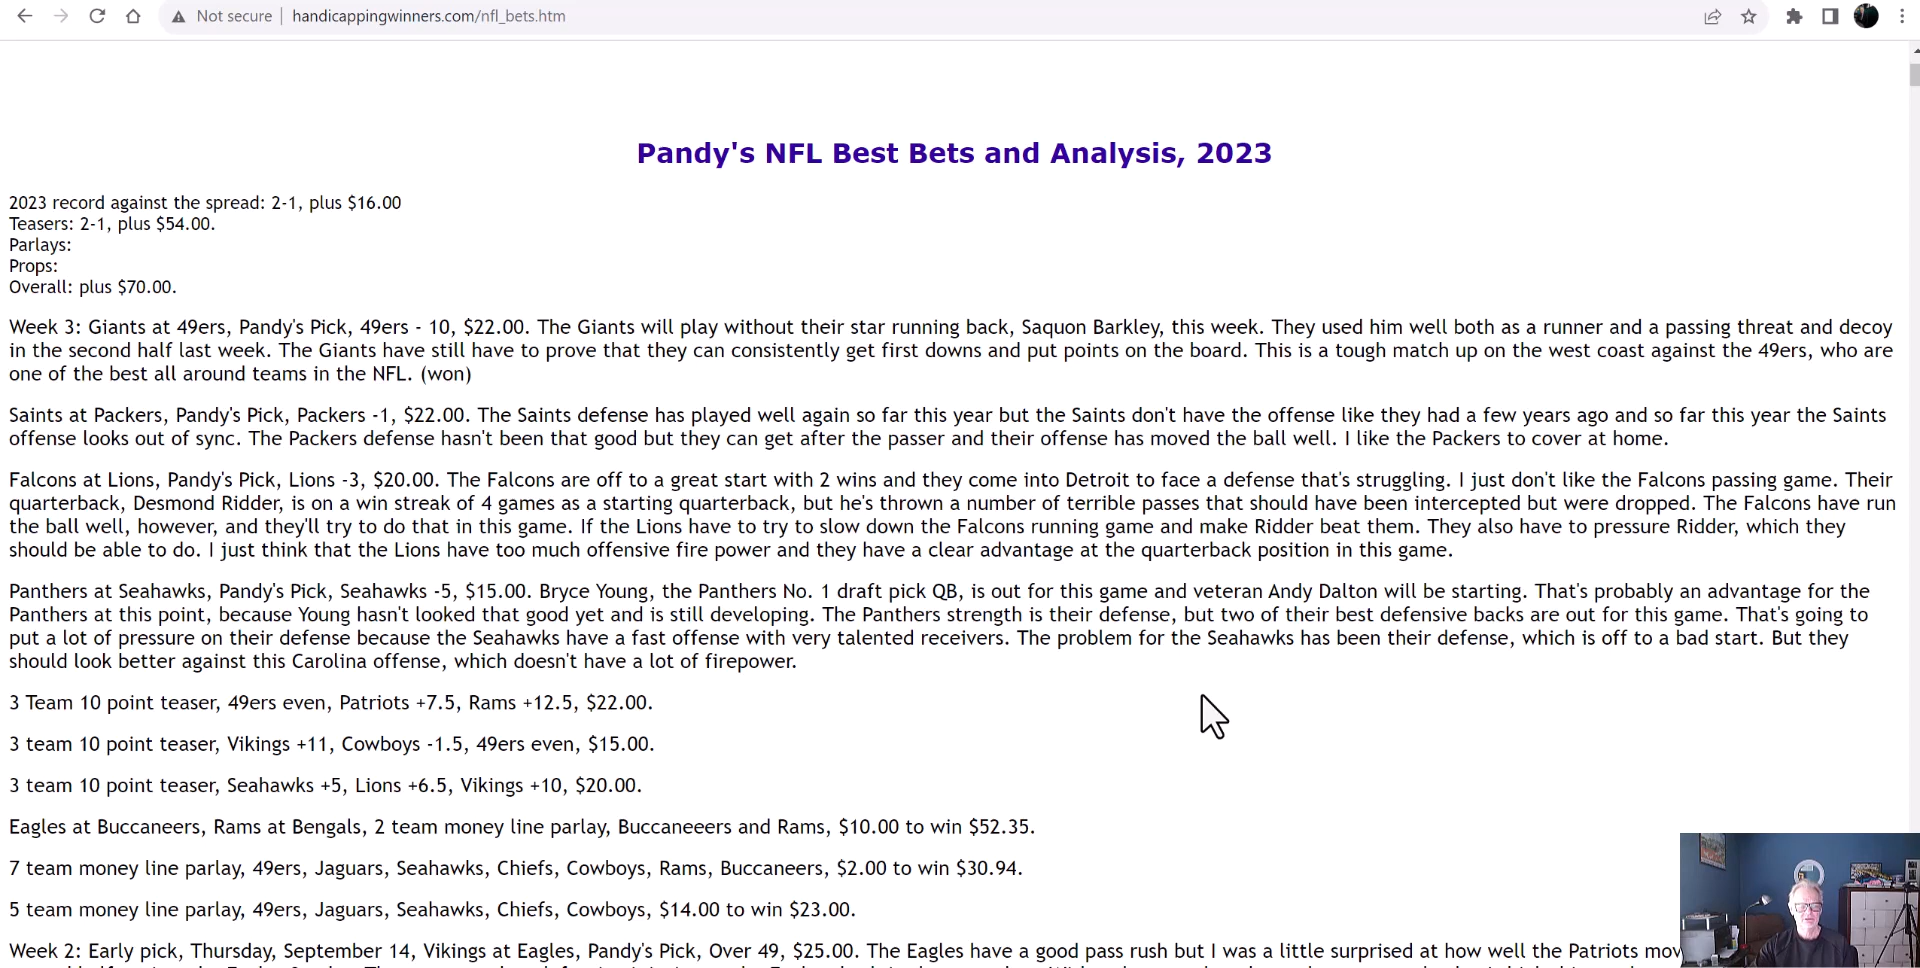 Not secure | handicappingwinners.com/nfl_bets.htm
Pandy's NFL Best Bets and Analysis, 2023
2023 record against the spread: 2-1, plus $16.00
Teasers: 2-1, plus $54.00.
Parlays:
Props:
Overall: plus $70.00.
Week 3: Giants at 49ers, Pandy's Pick, 49ers - 10, $22.00. The Giants will play without their star running back, Saquon Barkley, this week. They used him well both as a runner and a passing threat and decoy
in the second half last week. The Giants have still have to prove that they can consistently get first downs and put points on the board. This is a tough match up on the west coast against the 49ers, who are
one of the best all around teams in the NFL. (won)
Saints at Packers, Pandy's Pick, Packers -1, $22.00. The Saints defense has played well again so far this year but the Saints don't have the offense like they had a few years ago and so far this year the Saints
offense looks out of sync. The Packers defense hasn't been that good but they can get after the passer and their offense has moved the ball well. I like the Packers to cover at home.
Falcons at Lions, Pandy's Pick, Lions -3, $20.00. The Falcons are off to a great start with 2 wins and they come into Detroit to face a defense that's struggling. I just don't like the Falcons passing game. Their
quarterback, Desmond Ridder, is on a win streak of 4 games as a starting quarterback, but he's thrown a number of terrible passes that should have been intercepted but were dropped. The Falcons have run
the ball well, however, and they'll try to do that in this game. If the Lions have to try to slow down the Falcons running game and make Ridder beat them. They also have to pressure Ridder, which they
should be able to do. I just think that the Lions have too much offensive fire power and they have a clear advantage at the quarterback position in this game.
Panthers at Seahawks, Pandy's Pick, Seahawks -5, $15.00. Bryce Young, the Panthers No. 1 draft pick QB, is out for this game and veteran Andy Dalton will be starting. That's probably an advantage for the
Panthers at this point, because Young hasn't looked that good yet and is still developing. The Panthers strength is their defense, but two of their best defensive backs are out for this game. That's going to
put a lot of pressure on their defense because the Seahawks have a fast offense with very talented receivers. The problem for the Seahawks has been their defense, which is off to a bad start. But they
should look better against this Carolina offense, which doesn't have a lot of firepower.
3 Team 10 point teaser, 49ers even, Patriots +7.5, Rams +12.5, $22.00.
3 team 10 point teaser, Vikings +11, Cowboys -1.5, 49ers even, $15.00.
3 team 10 point teaser, Seahawks +5, Lions +6.5, Vikings +10, $20.00.
Eagles at Buccaneers, Rams at Bengals, 2 team money line parlay, Buccaneeers and Rams, $10.00 to win $52.35.
7 team money line parlay, 49ers, Jaguars, Seahawks, Chiefs, Cowboys, Rams, Buccaneers, $2.00 to win $30.94.
5 team money line parlay, 49ers, Jaguars, Seahawks, Chiefs, Cowboys, $14.00 to win $23.00.
Week 2: Early pick, Thursday, September 14, Vikings at Eagles, Pandy's Pick, Over 49, $25.00. The Eagles have a good pass rush but I was a little surprised at how well the Patriots mov